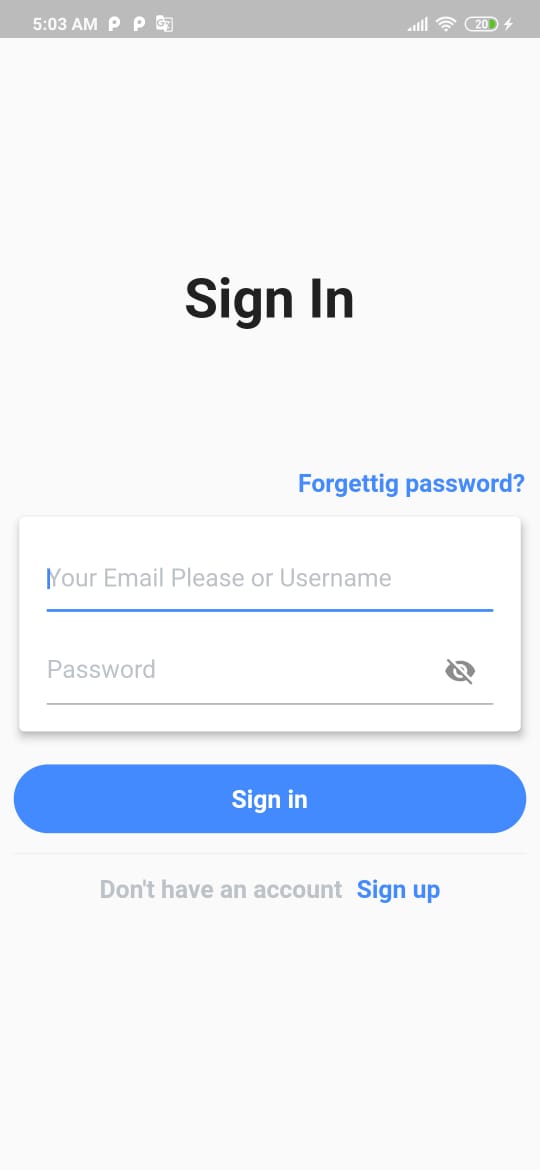 5:03 AM
20
Sign In
Forgettig password?
Your Email Please or Username
Password
Sign in
Don't have an account Sign up